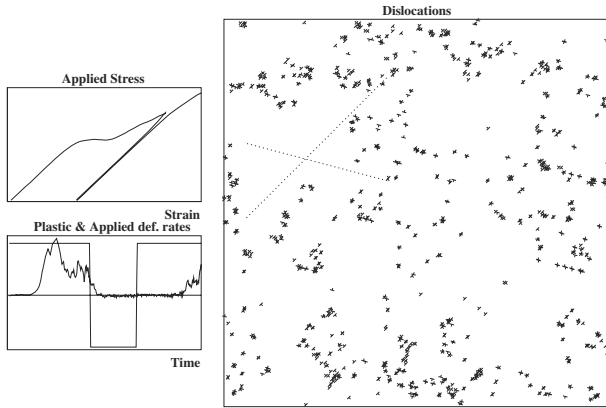 Dislocations
Applied Stress
Strain
Plastic & Applied def. rates
Time